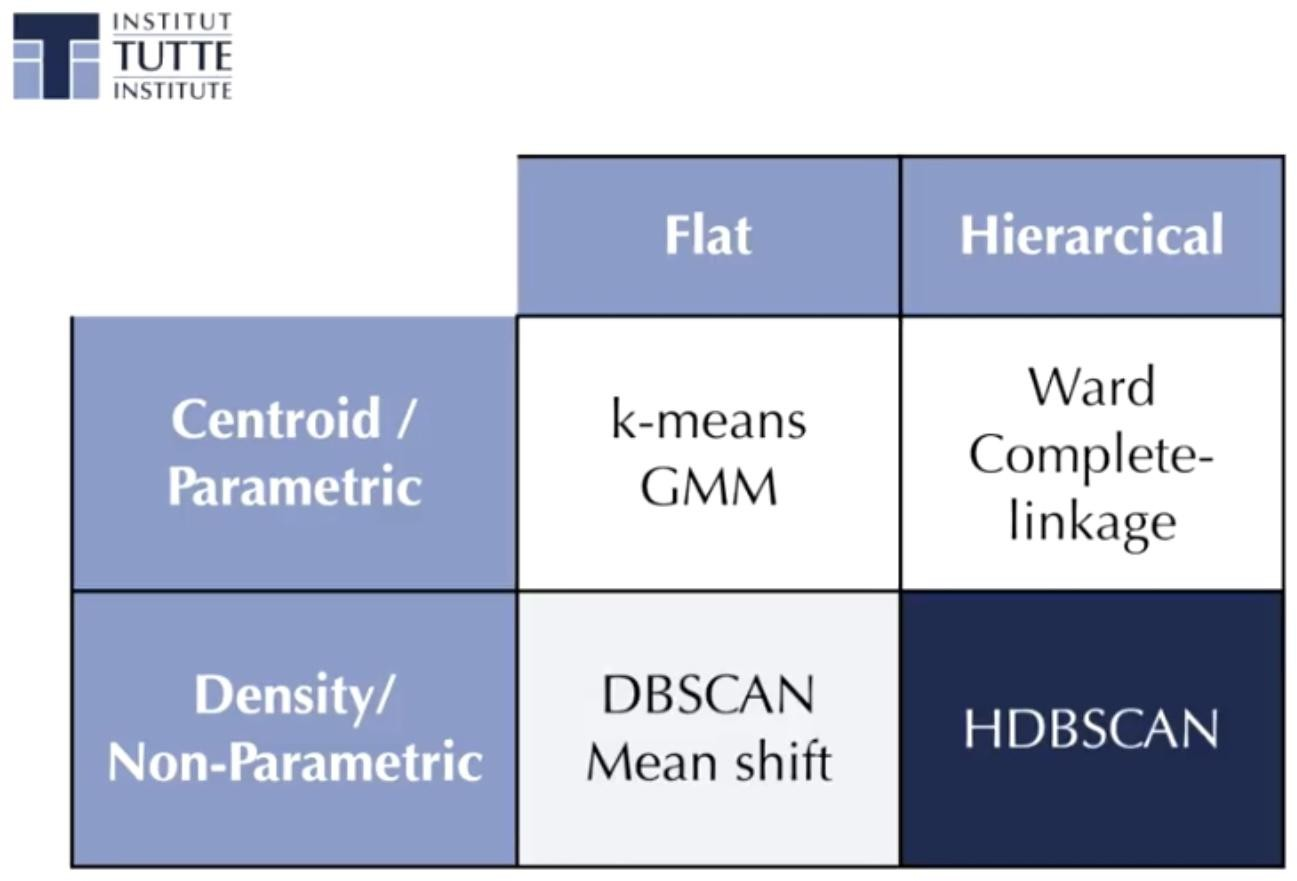 INSTITUT
TUTTE
INSTITUTE
Flat
Hierarcical
Centroid /
Parametric
k-means
GMM
Ward
Complete-
linkage
Density/
Non-Parametric
DBSCAN
Mean shift
HDBSCAN